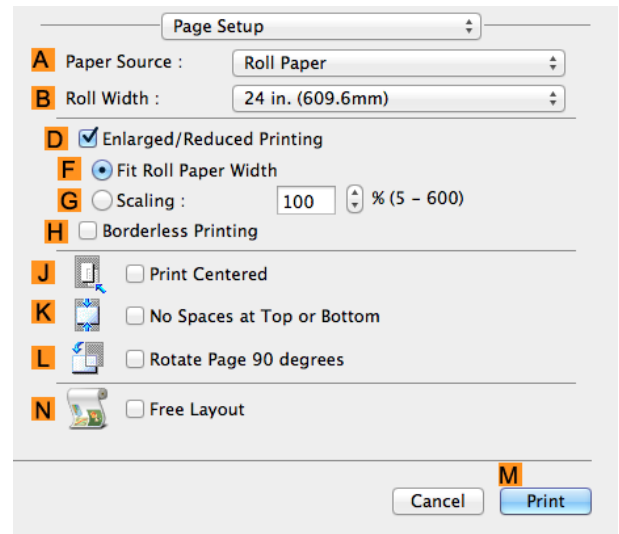 Page Setup
A Paper Source : Roll Paper
B Roll Width : 24 in. (609.6mm)
D Enlarged/Reduced Printing
F Fit Roll Paper Width
G Scaling : 100 % (5 – 600)
H Borderless Printing
J Print Centered
K No Spaces at Top or Bottom
L Rotate Page 90 degrees
N Free Layout
M
Cancel Print